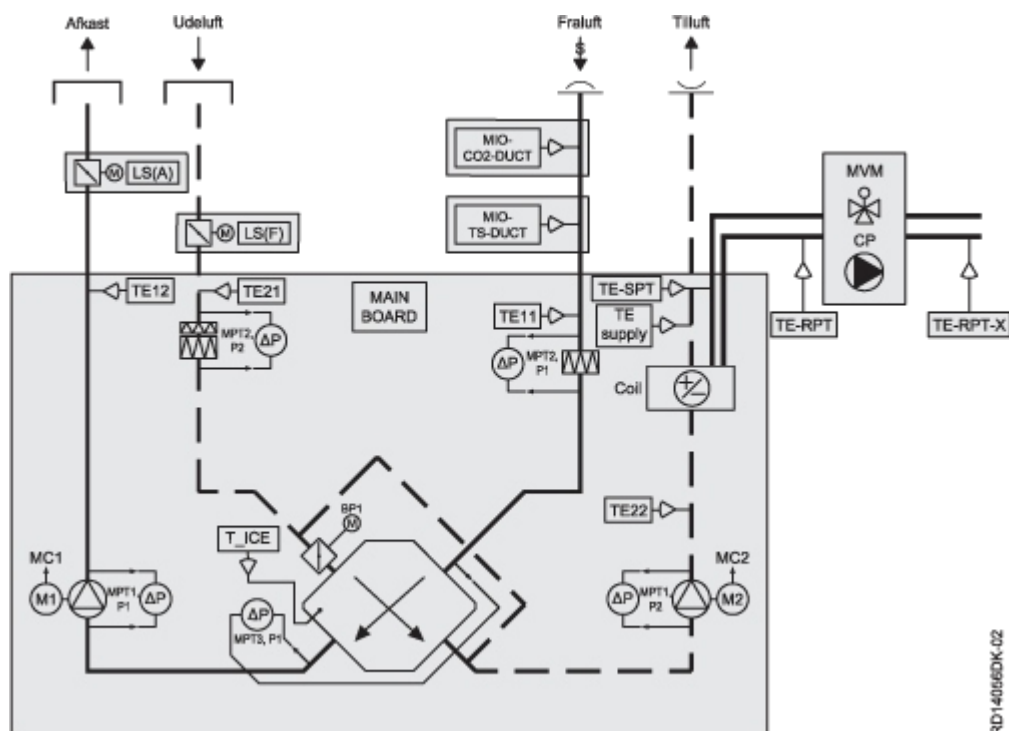 Afkast
Udeluft
Fraluft
Tilluft
S
MIO-
CO2-DUCT
M
LS(A)
MVM
MIO-
TS-DUCT
M
LS(F)
CP
TE12
TE21
MAIN
BOARD
TE-SPT
TE11
TE
supply
TE-RPT
TE-RPT-X
MPT2,
P2
ΔP
ΔP
MPT2,
P1
Coil
+/-
TE22
BP1
M
T_ICE
MC1
MC2
M1
MPT1,
P1
ΔP
ΔP
MPT3, P1
ΔP
MPT1,
P2
M2
RD14056DK-02